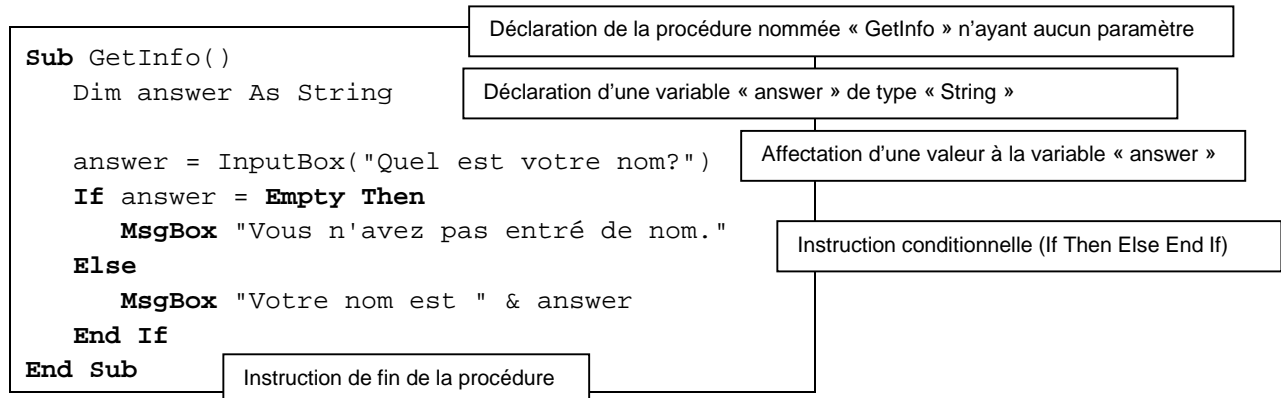 Déclaration de la procédure nommée « GetInfo » n'ayant aucun paramètre
Sub GetInfo()
Dim answer As String
Déclaration d'une variable « answer » de type « String »
answer = InputBox("Quel est votre nom?")
Affectation d'une valeur à la variable « answer »
If answer = Empty Then
MsgBox "Vous n'avez pas entré de nom."
Instruction conditionnelle (If Then Else End If)
Else
MsgBox "Votre nom est " & answer
End If
End Sub
Instruction de fin de la procédure